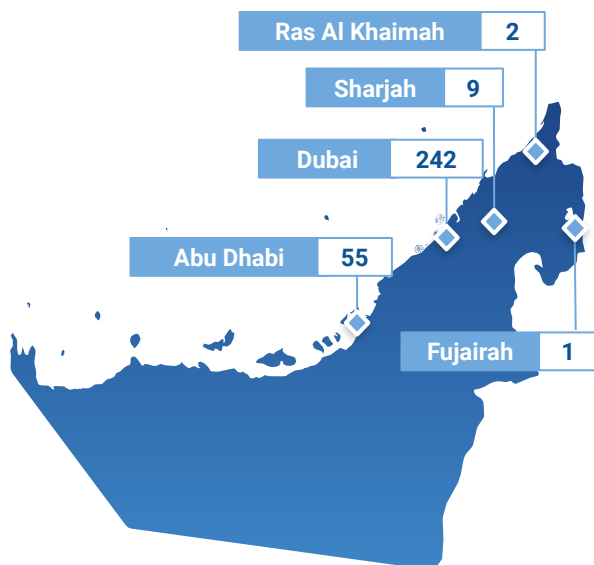 Ras Al Khaimah 2
Sharjah 9
Dubai 242
Abu Dhabi 55
Fujairah 1